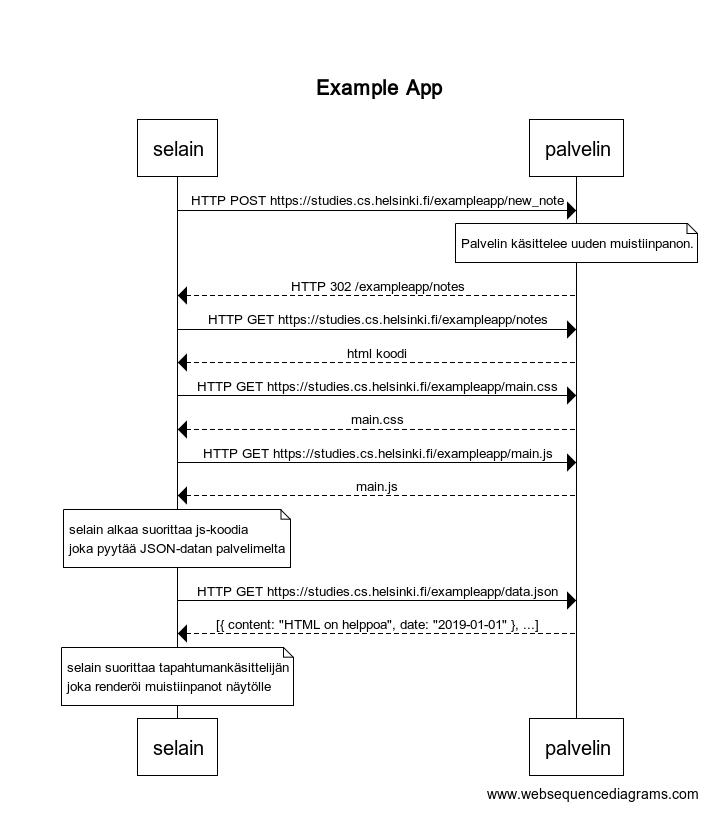 Example App
selain
palvelin
HTTP POST https://studies.cs.helsinki.fi/exampleapp/new_note
Palvelin käsittelee uuden muistiinpanon.
HTTP 302 /exampleapp/notes
HTTP GET https://studies.cs.helsinki.fi/exampleapp/notes
html koodi
HTTP GET https://studies.cs.helsinki.fi/exampleapp/main.css
main.css
HTTP GET https://studies.cs.helsinki.fi/exampleapp/main.js
main.js
selain alkaa suorittaa js-koodia
joka pyytää JSON-datan palvelimelta
HTTP GET https://studies.cs.helsinki.fi/exampleapp/data.json
[{ content: "HTML on helppoa", date: "2019-01-01" }, ...]
selain suorittaa tapahtumankäsittelijän
joka renderöi muistiinpanot näytölle
selain
palvelin
www.websequencediagrams.com